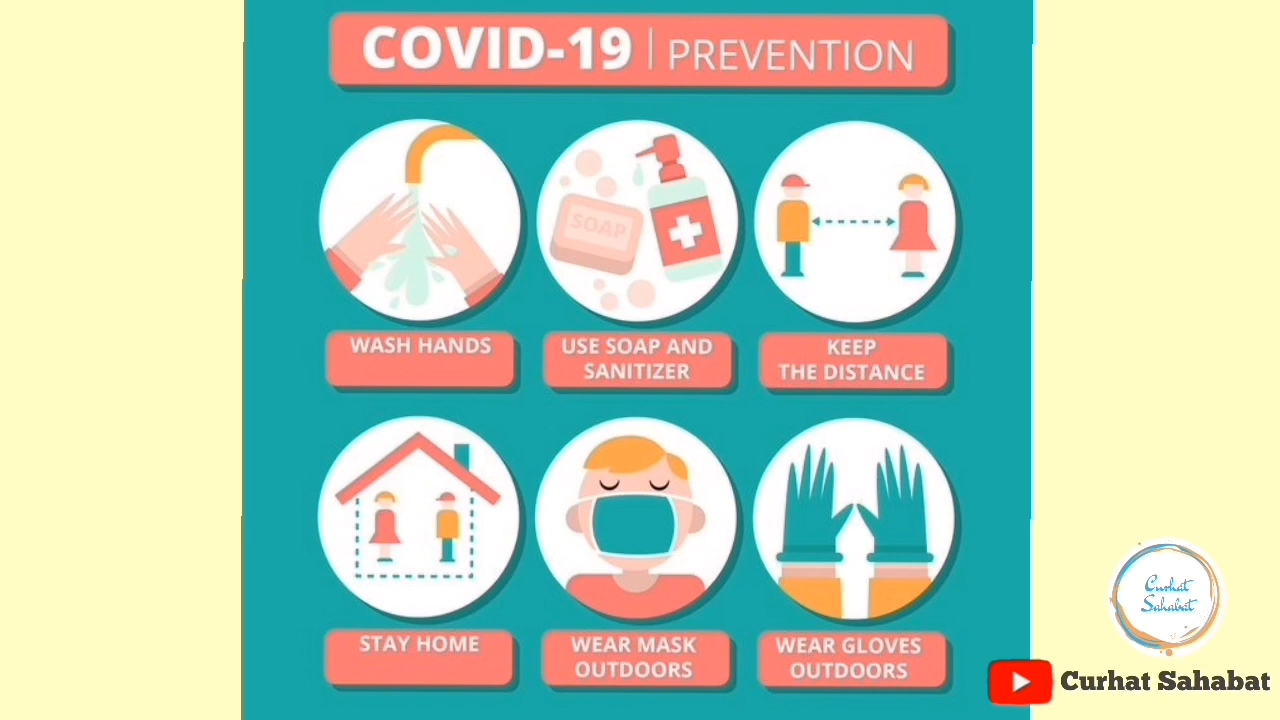 COVID-19 | PREVENTION
SOAP
WASH HANDS
USE SOAP AND
SANITIZER
KEEP
THE DISTANCE
STAY HOME
WEAR MASK
OUTDOORS
WEAR GLOVES
OUTDOORS
Curhat
Sahabat
Curhat Sahabat